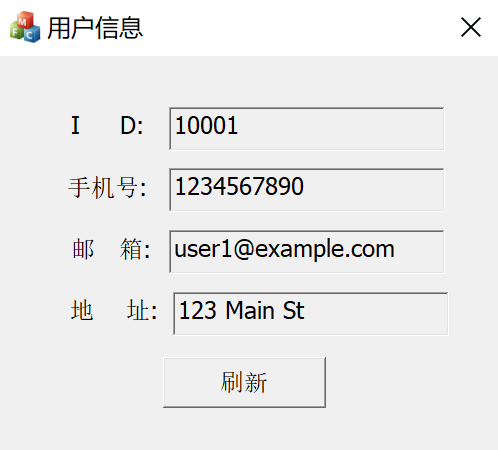 用户信息
I D: 10001
手机号: 1234567890
邮 箱: user1@example.com
地 址: 123 Main St
刷新